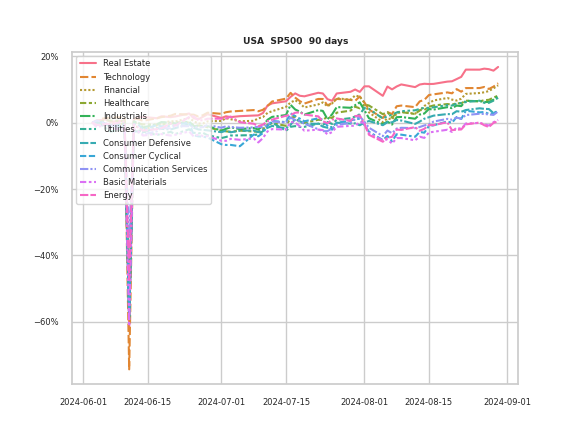 USA SP500 90 days
20%
0%
−20%
−40%
−60%
Real Estate
Technology
Financial
Healthcare
Industrials
Utilities
Consumer Defensive
Consumer Cyclical
Communication Services
Basic Materials
Energy
2024-06-01 2024-06-15 2024-07-01 2024-07-15 2024-08-01 2024-08-15 2024-09-01